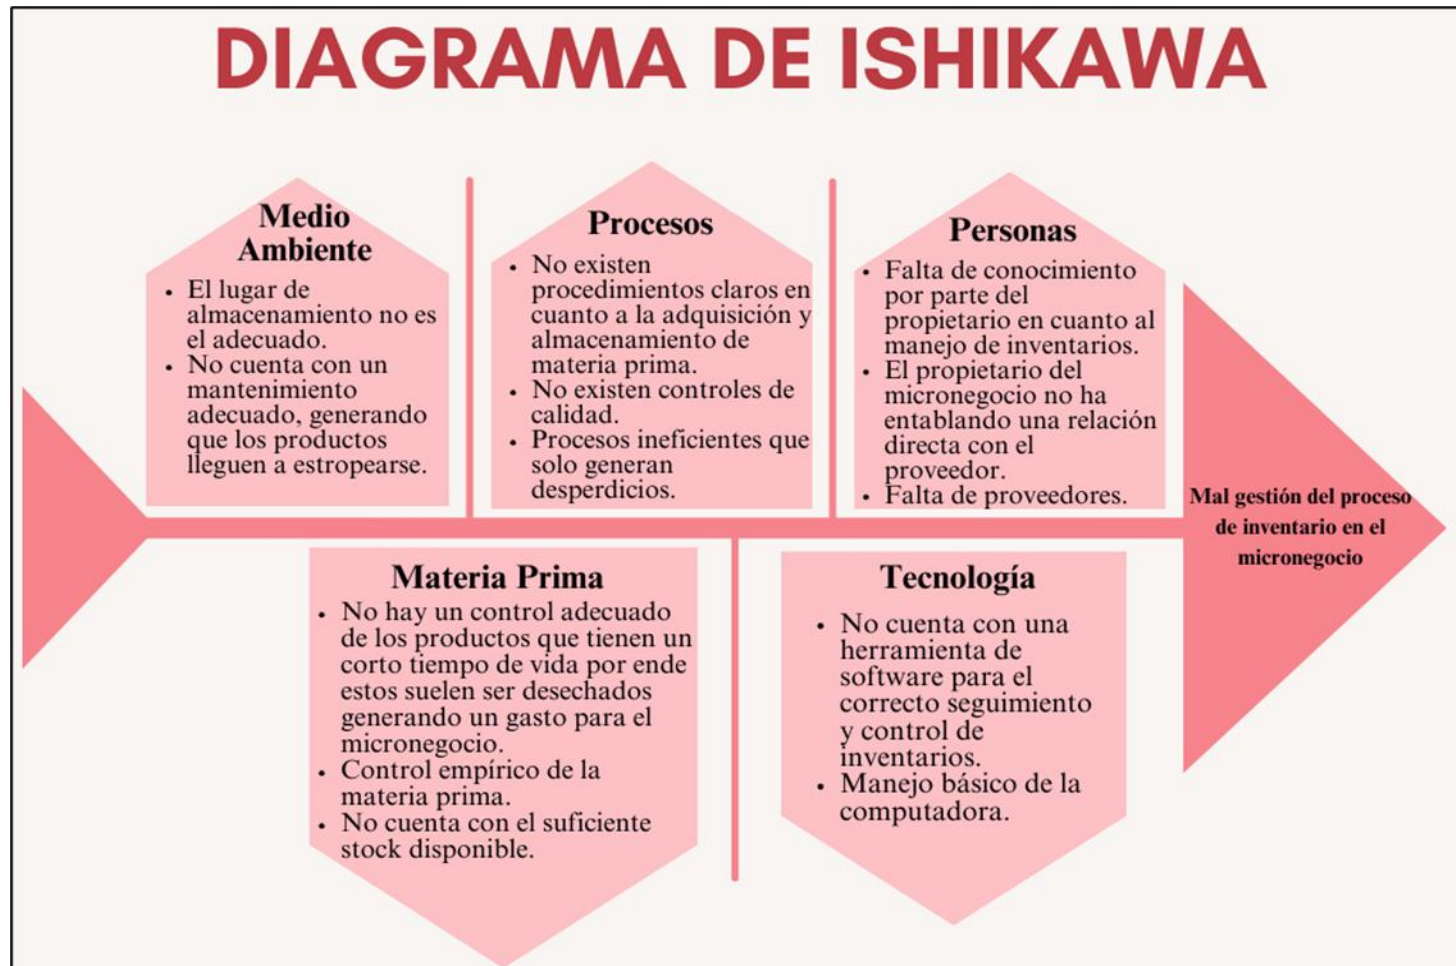 DIAGRAMA DE ISHIKAWA
Medio
Ambiente
• El lugar de
almacenamiento no es
el adecuado.
• No cuenta con un
mantenimiento
adecuado, generando
que los productos
lleguen a estropearse.
Procesos
• No existen
procedimientos claros en
cuanto a la adquisición y
almacenamiento de
materia prima.
• No existen controles de
calidad.
• Procesos ineficientes que
solo generan
desperdicios.
Personas
• Falta de conocimiento
por parte del
propietario en cuanto al
manejo de inventarios.
• El propietario del
micronegocio no ha
entablando una relación
directa con el
proveedor.
• Falta de proveedores.
Mal gestión del proceso
de inventario en el
micronegocio
Materia Prima
• No hay un control adecuado
de los productos que tienen un
corto tiempo de vida por ende
estos suelen ser desechados
generando un gasto para el
micronegocio.
• Control empírico de la
materia prima.
• No cuenta con el suficiente
stock disponible.
Tecnología
• No cuenta con una
herramienta de
software para el
correcto seguimiento
y control de
inventarios.
• Manejo básico de la
computadora.